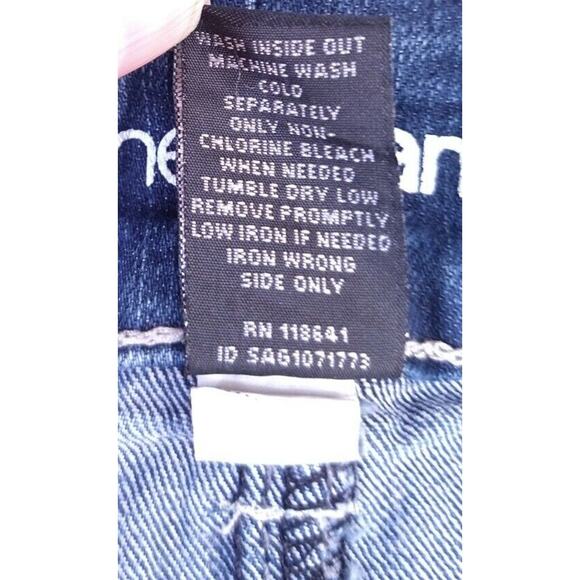 WASH INSIDE OUT
MACHINE WASH
COLD
SEPARATELY
ONLY NON-
CHLORINE BLEACH
WHEN NEEDED
TUMBLE DRY LOW
REMOVE PROMPTLY
LOW IRON IF NEEDED
IRON WRONG
SIDE ONLY
RN 118641
ID SAG1071773